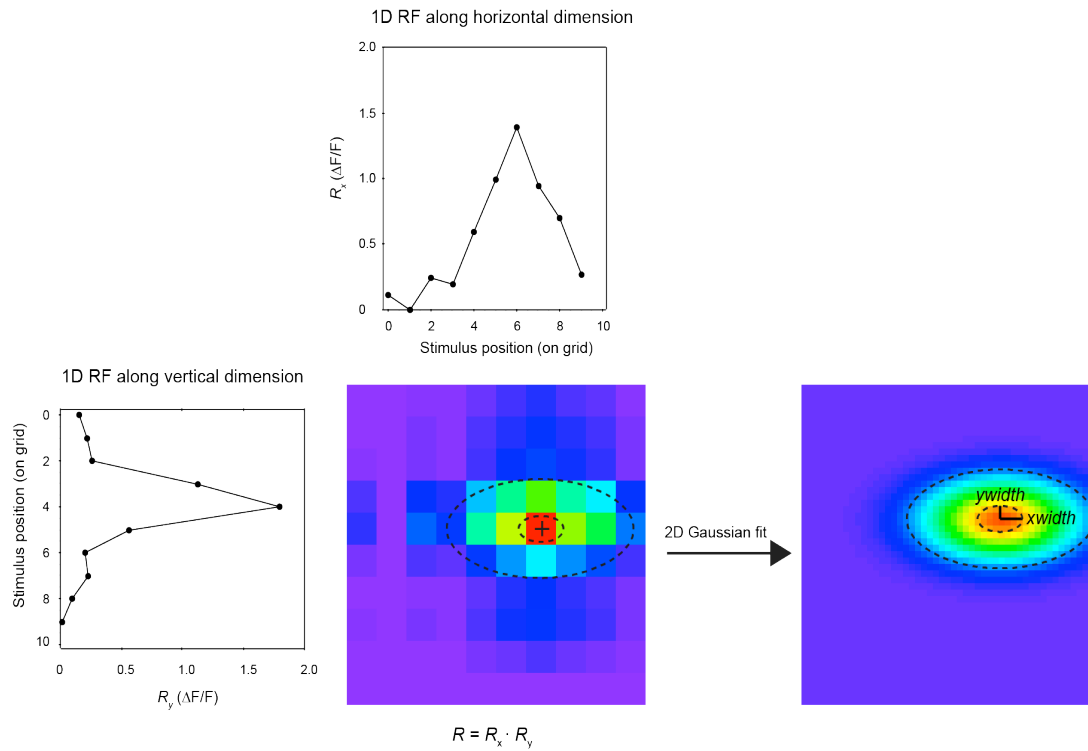 1D RF along horizontal dimension
2.0
1.5
1.0
0.5
0
Rx (ΔF/F)
0 2 4 6 8 10
Stimulus position (on grid)
1D RF along vertical dimension
0
2
4
6
8
10
Stimulus position (on grid)
0 0.5 1.0 1.5 2.0
Ry (ΔF/F)
2D Gaussian fit
ywidth
xwidth
R = Rx · Ry